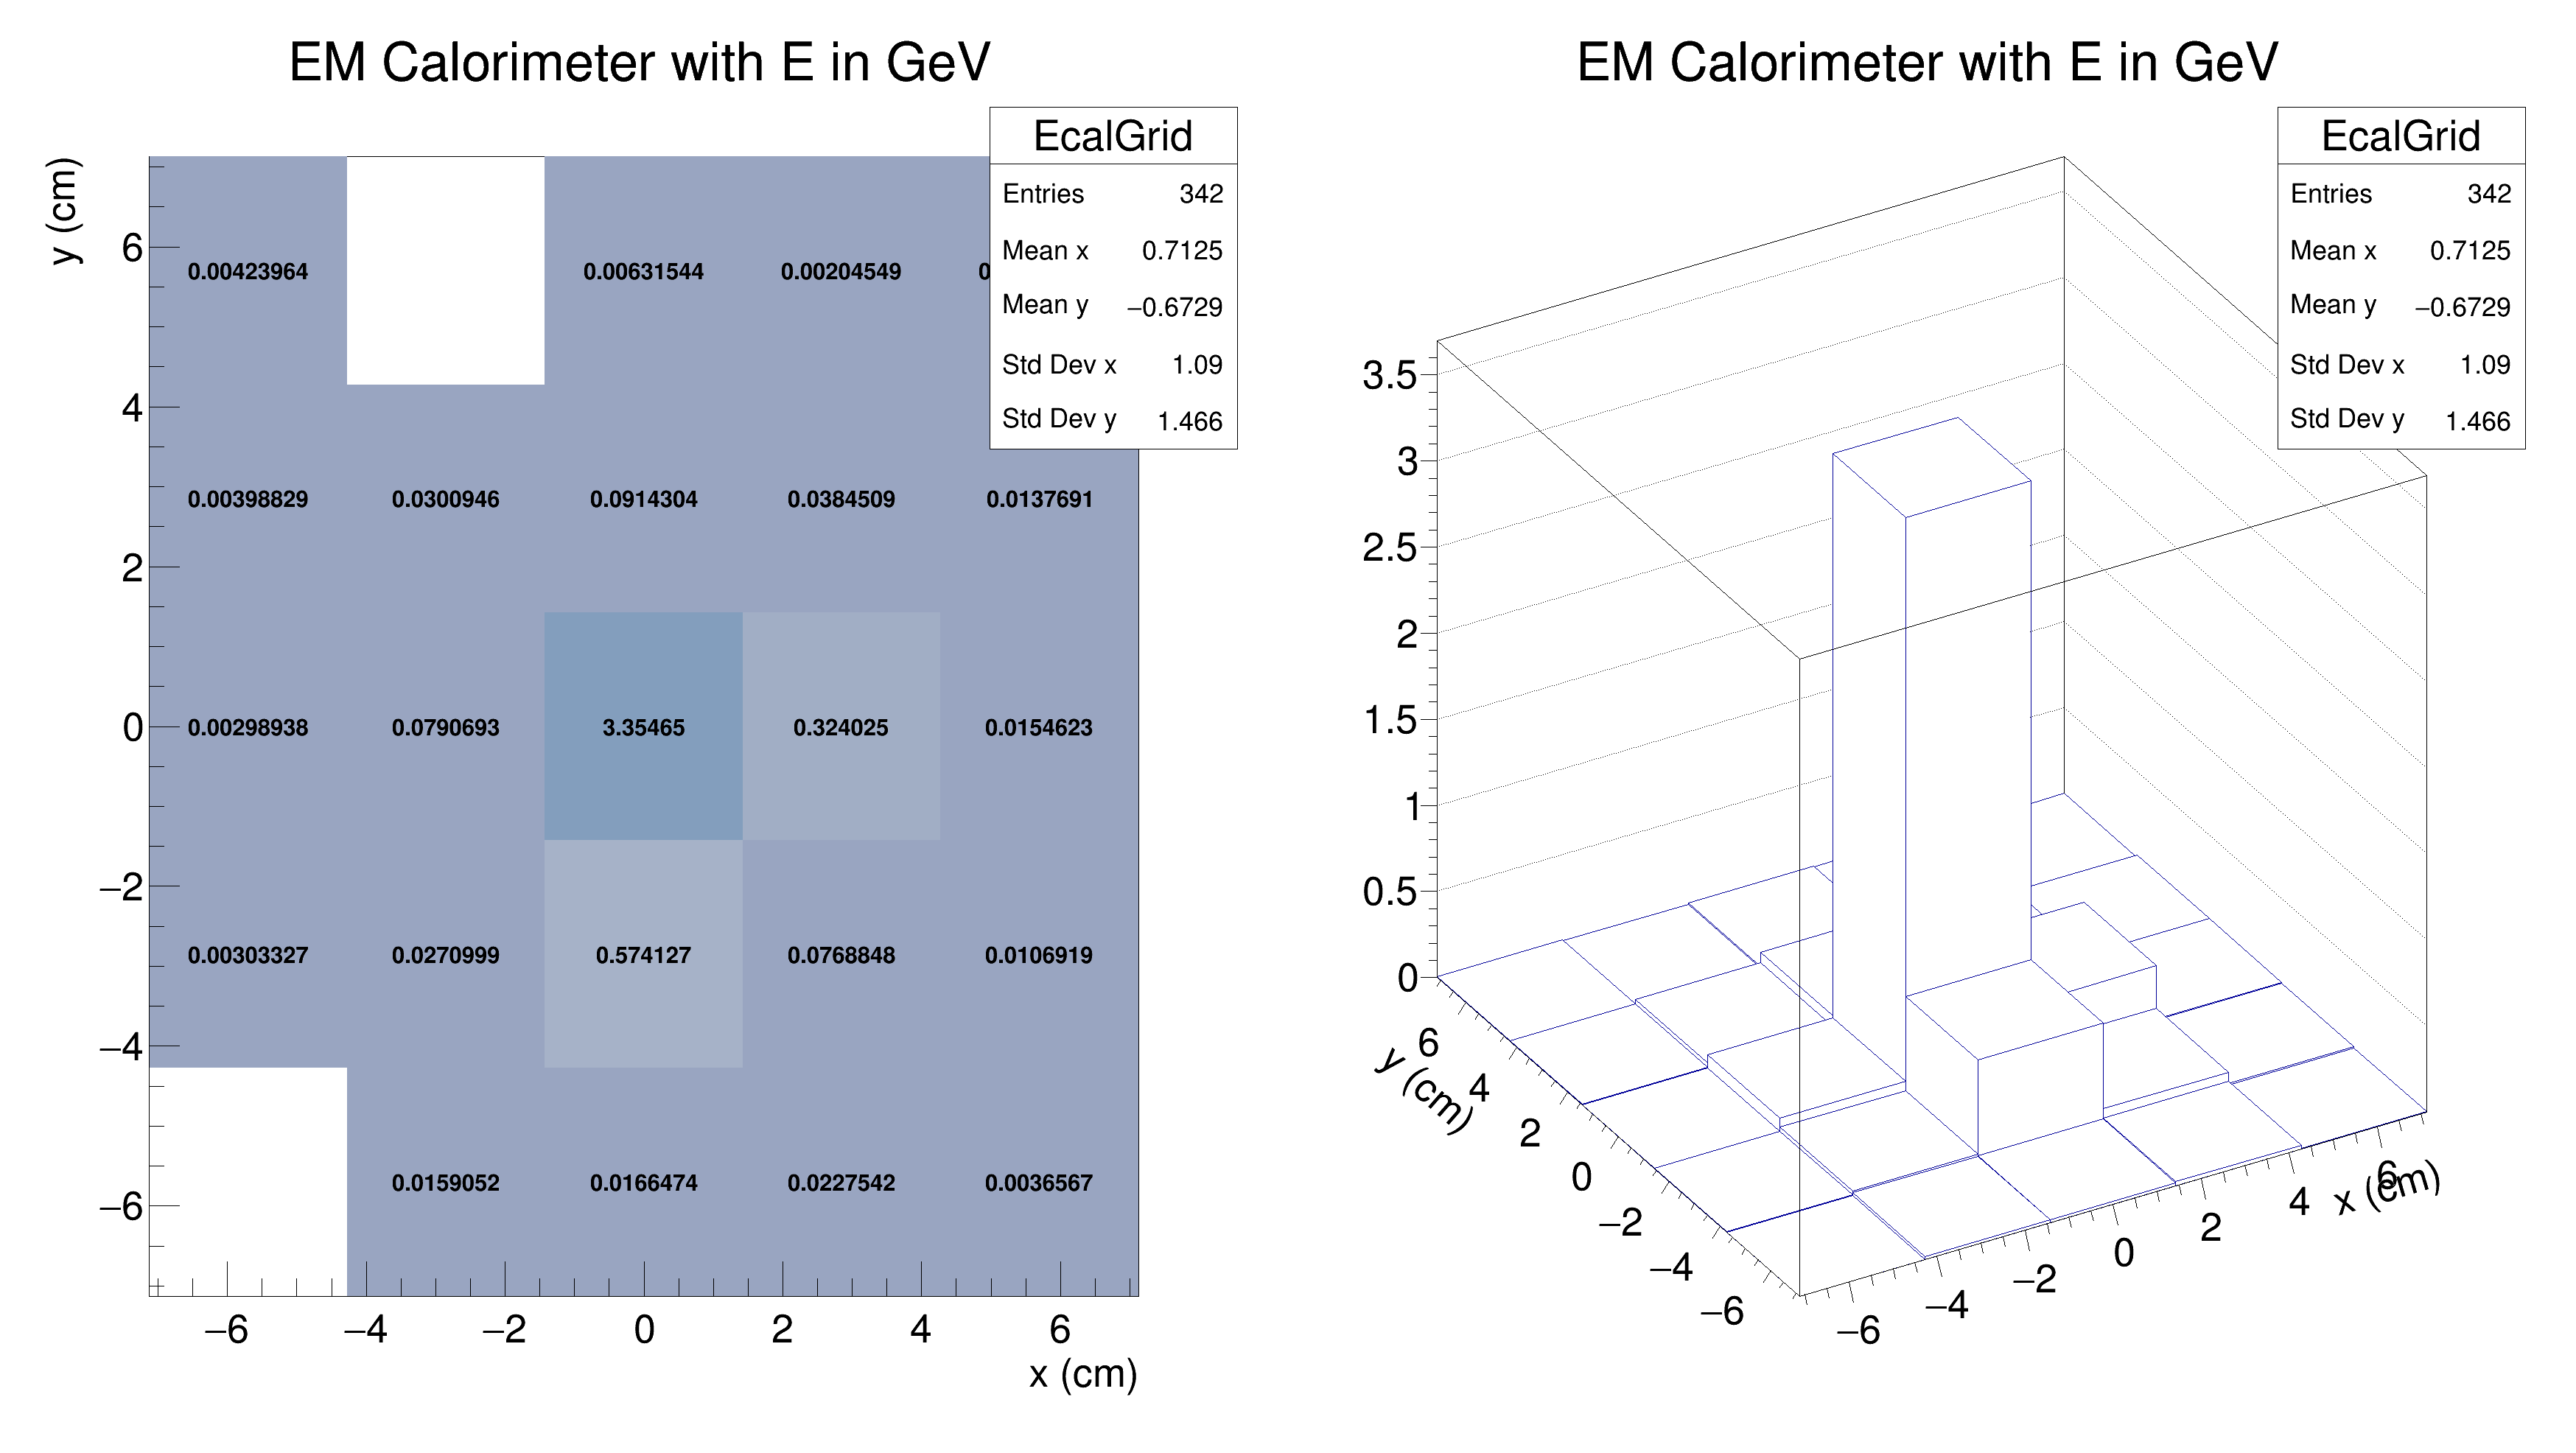 EM Calorimeter with E in GeV
EcalGrid
Entries 342
Mean x 0.7125
Mean y −0.6729
Std Dev x 1.09
Std Dev y 1.466
y (cm)
6
4
2
0
−2
−4
−6
0.00423964 0.00631544 0.00204549 0
0.00398829 0.0300946 0.0914304 0.0384509 0.0137691
0.00298938 0.0790693 3.35465 0.324025 0.0154623
0.00303327 0.0270999 0.574127 0.0768848 0.0106919
0.0159052 0.0166474 0.0227542 0.0036567
−6 −4 −2 0 2 4 6
x (cm)
EM Calorimeter with E in GeV
EcalGrid
Entries 342
Mean x 0.7125
Mean y −0.6729
Std Dev x 1.09
Std Dev y 1.466
3.5
3
2.5
2
1.5
1
0.5
0
y (cm)
6
4
2
0
−2
−4
−6
−6 −4 −2 0 2 4 6
x (cm)